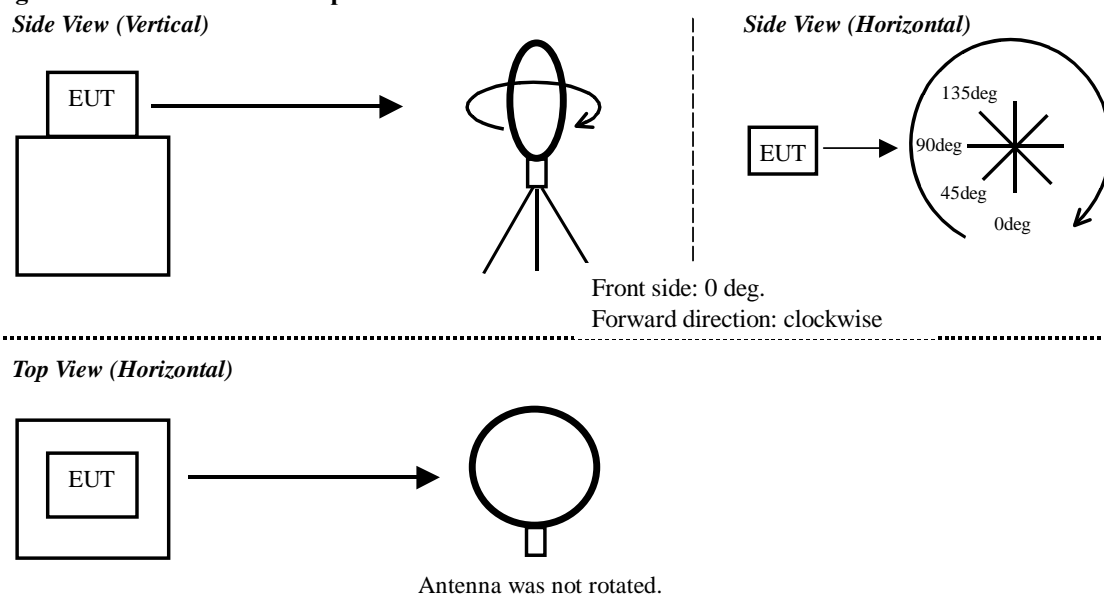 Side View (Vertical)
Side View (Horizontal)
EUT
135deg
90deg
EUT
45deg
0deg
Front side: 0 deg.
Forward direction: clockwise
Top View (Horizontal)
EUT
Antenna was not rotated.